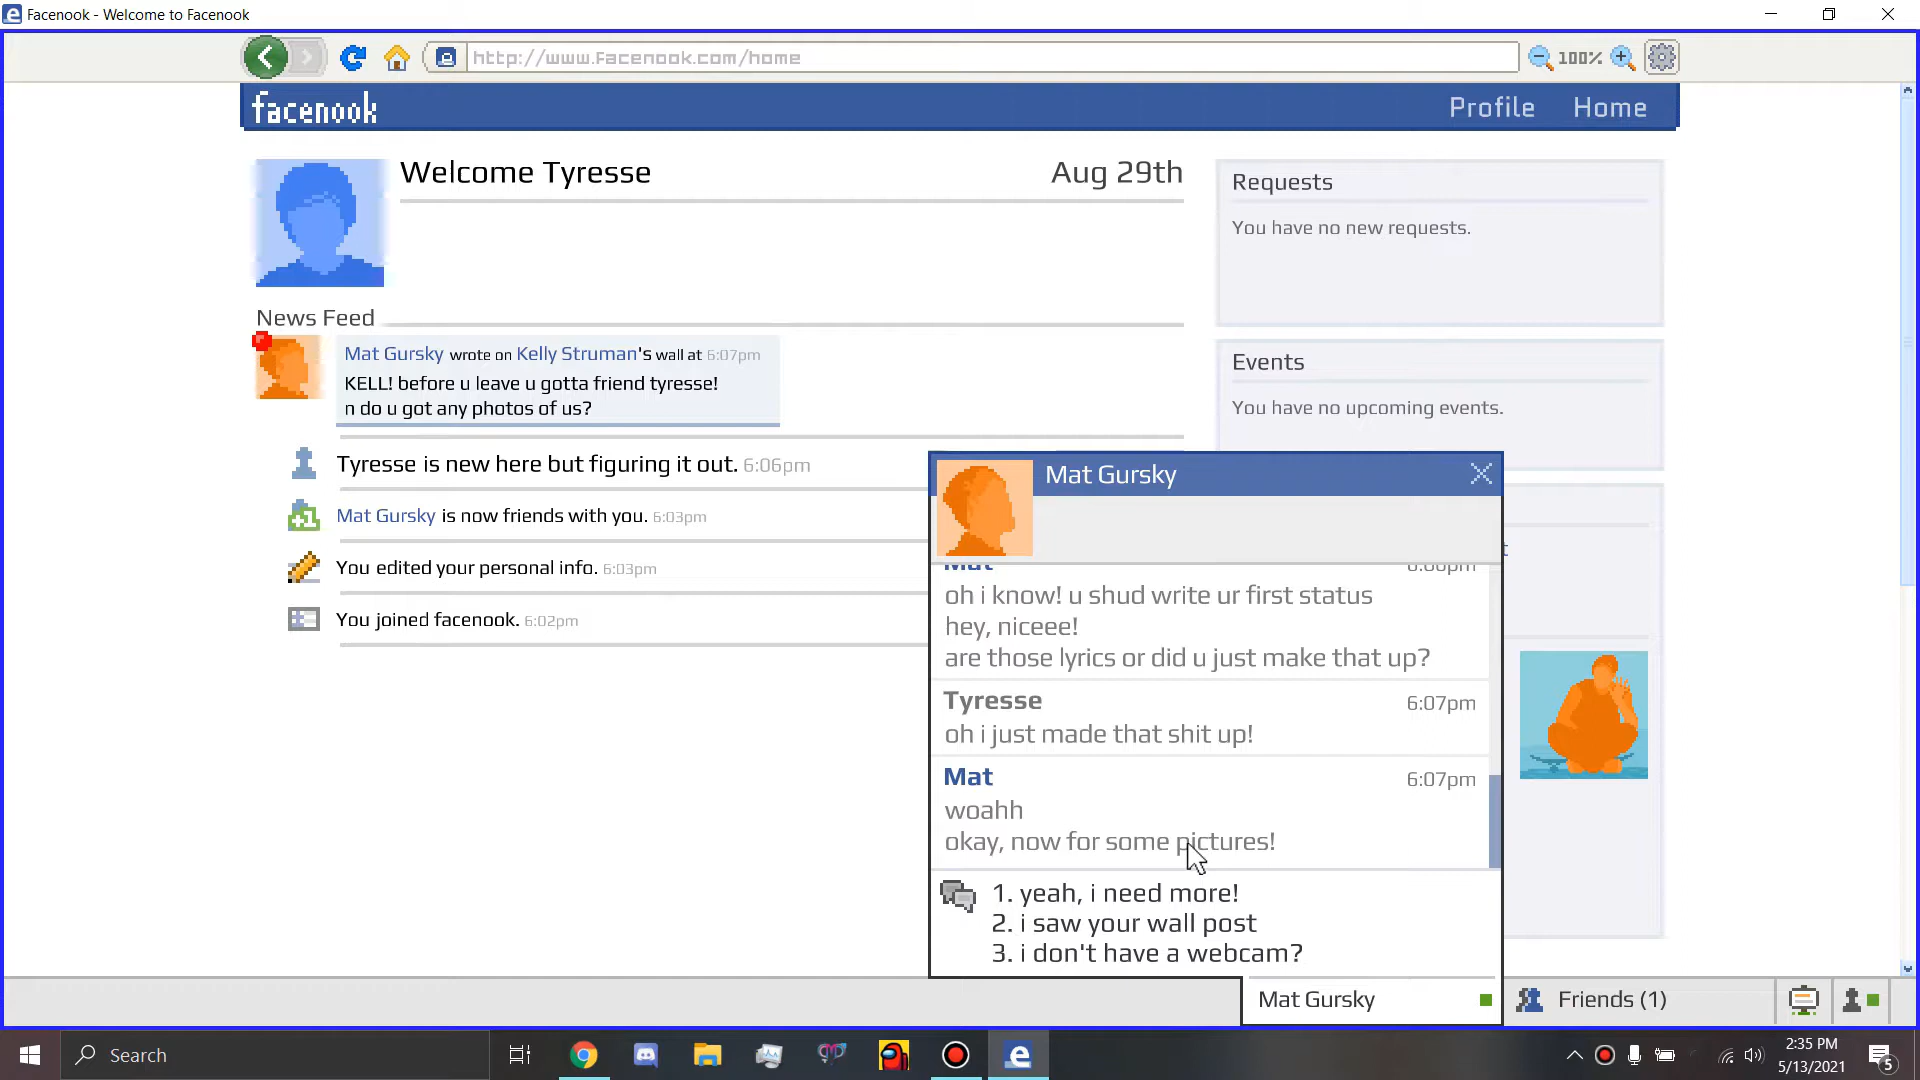 Facenook - Welcome to Facenook
http://www.facenook.com/home
100%
facenook
Profile Home
Welcome Tyresse
Aug 29th
News Feed
Mat Gursky wrote on Kelly Struman's wall at 6:07pm
KELL! before u leave u gotta friend tyresse!
n do u got any photos of us?
Tyresse is new here but figuring it out. 6:06pm
+1
Mat Gursky is now friends with you. 6:03pm
You edited your personal info. 6:03pm
You joined facenook. 6:02pm
Requests
You have no new requests.
Events
You have no upcoming events.
Mat Gursky
Mat 6:06pm
oh i know! u shud write ur first status
hey, niceee!
are those lyrics or did u just make that up?
Tyresse 6:07pm
oh i just made that shit up!
Mat 6:07pm
woahh
okay, now for some pictures!
1. yeah, i need more!
2. i saw your wall post
3. i don't have a webcam?
Mat Gursky
Friends (1)
Search
2:35 PM
5/13/2021
5